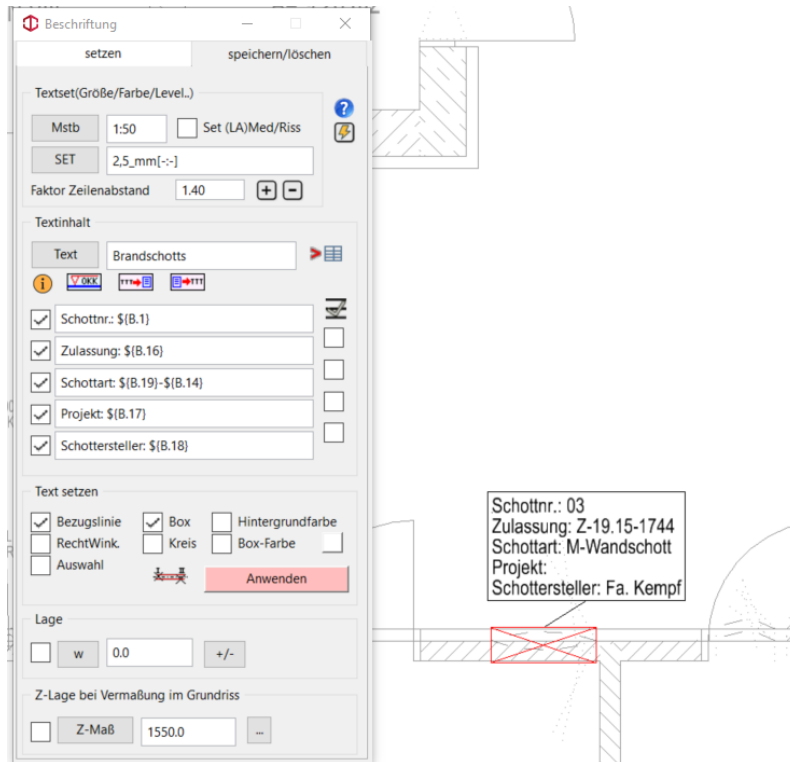 Beschriftung
setzen
speichern/löschen
Textset(Größe/Farbe/Level..)
Mstb
1:50
Set (LA)Med/Riss
SET
2,5_mm[-:-]
Faktor Zeilenabstand
1.40
Textinhalt
Text
Brandschotts
OKK
TTT
TTT
Schottnr.: ${B.1}
Zulassung: ${B.16}
Schottart: ${B.19}-${B.14}
Projekt: ${B.17}
Schottersteller: ${B.18}
Text setzen
Bezugslinie
Box
Hintergrundfarbe
RechtWink.
Kreis
Box-Farbe
Auswahl
Anwenden
Lage
w
0.0
+/-
Z-Lage bei Vermaßung im Grundriss
Z-Maß
1550.0
...
Schottnr.: 03
Zulassung: Z-19.15-1744
Schottart: M-Wandschott
Projekt:
Schottersteller: Fa. Kempf